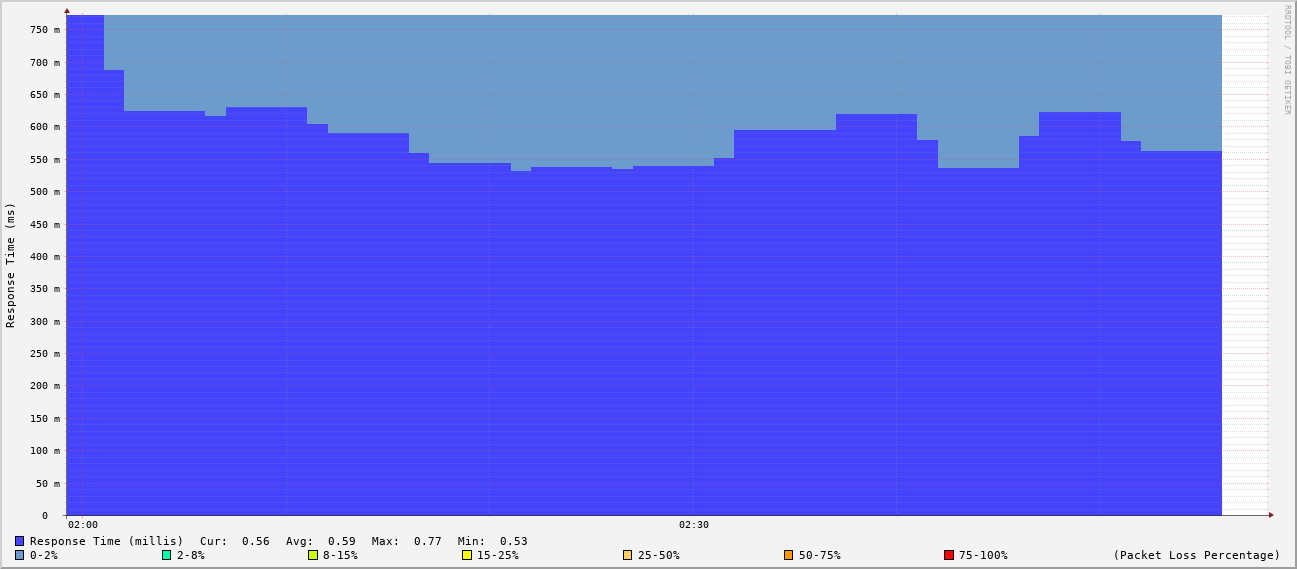 RRDTOOL / TOBI OETIKER
Response Time (ms)
750 m
700 m
650 m
600 m
550 m
500 m
450 m
400 m
350 m
300 m
250 m
200 m
150 m
100 m
50 m
0
02:00 02:30
Response Time (millis) Cur: 0.56 Avg: 0.59 Max: 0.77 Min: 0.53
0-2% 2-8% 8-15% 15-25% 25-50% 50-75% 75-100% (Packet Loss Percentage)